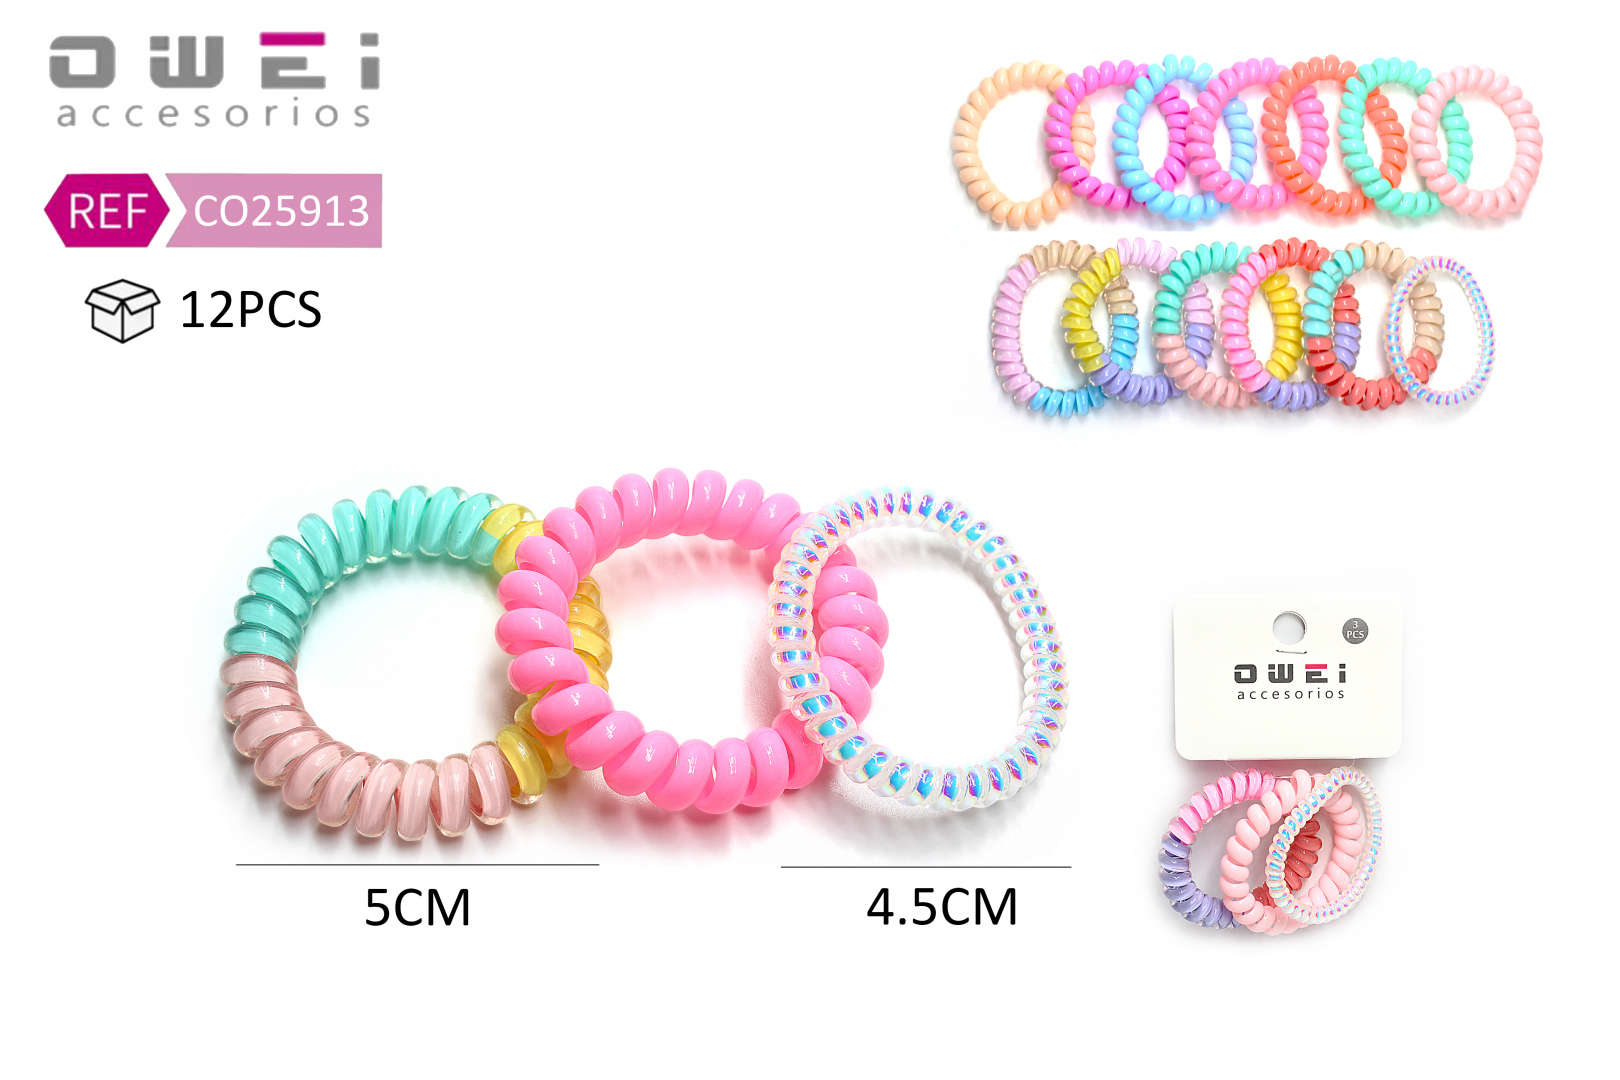 OWEi
accesorios
REF CO25913
12PCS
3
PCS
OWEi
accesorios
5CM
4.5CM